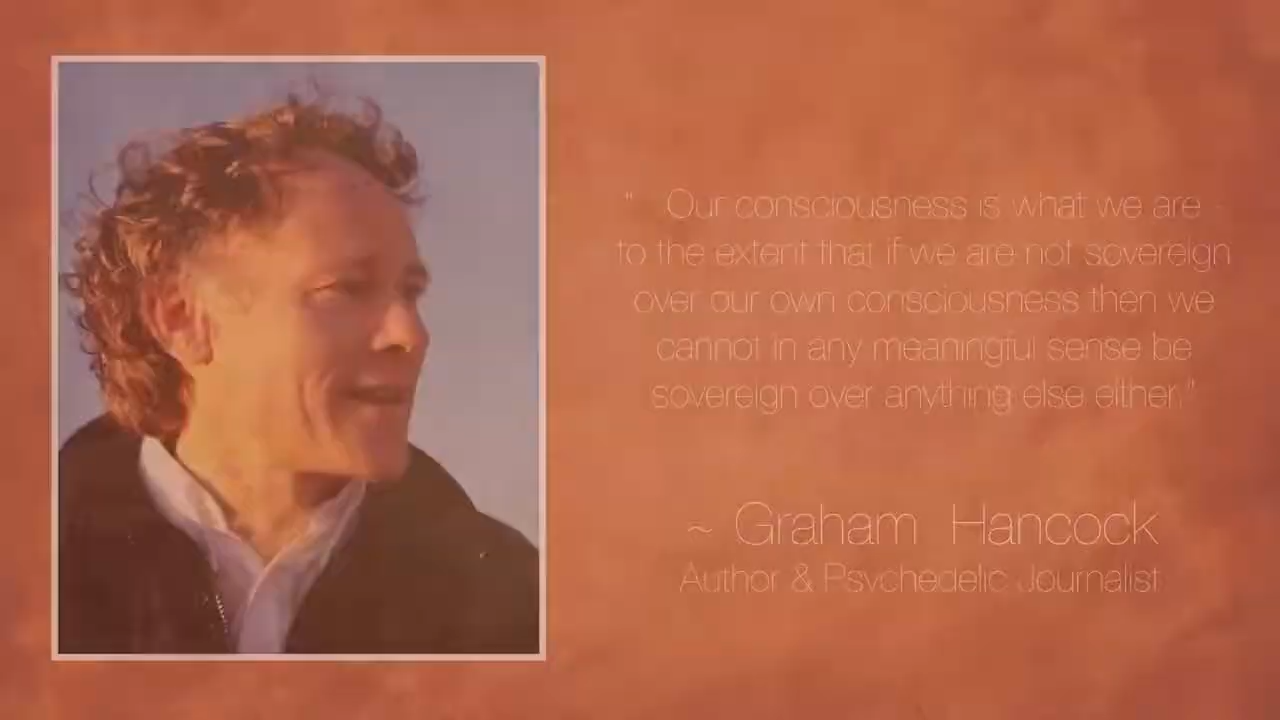 " Our consciousness is what we are -
to the extent that if we are not sovereign
over our own consciousness then we
cannot in any meaningful sense be
sovereign over anything else either."
~ Graham Hancock
Author & Psychedelic Journalist